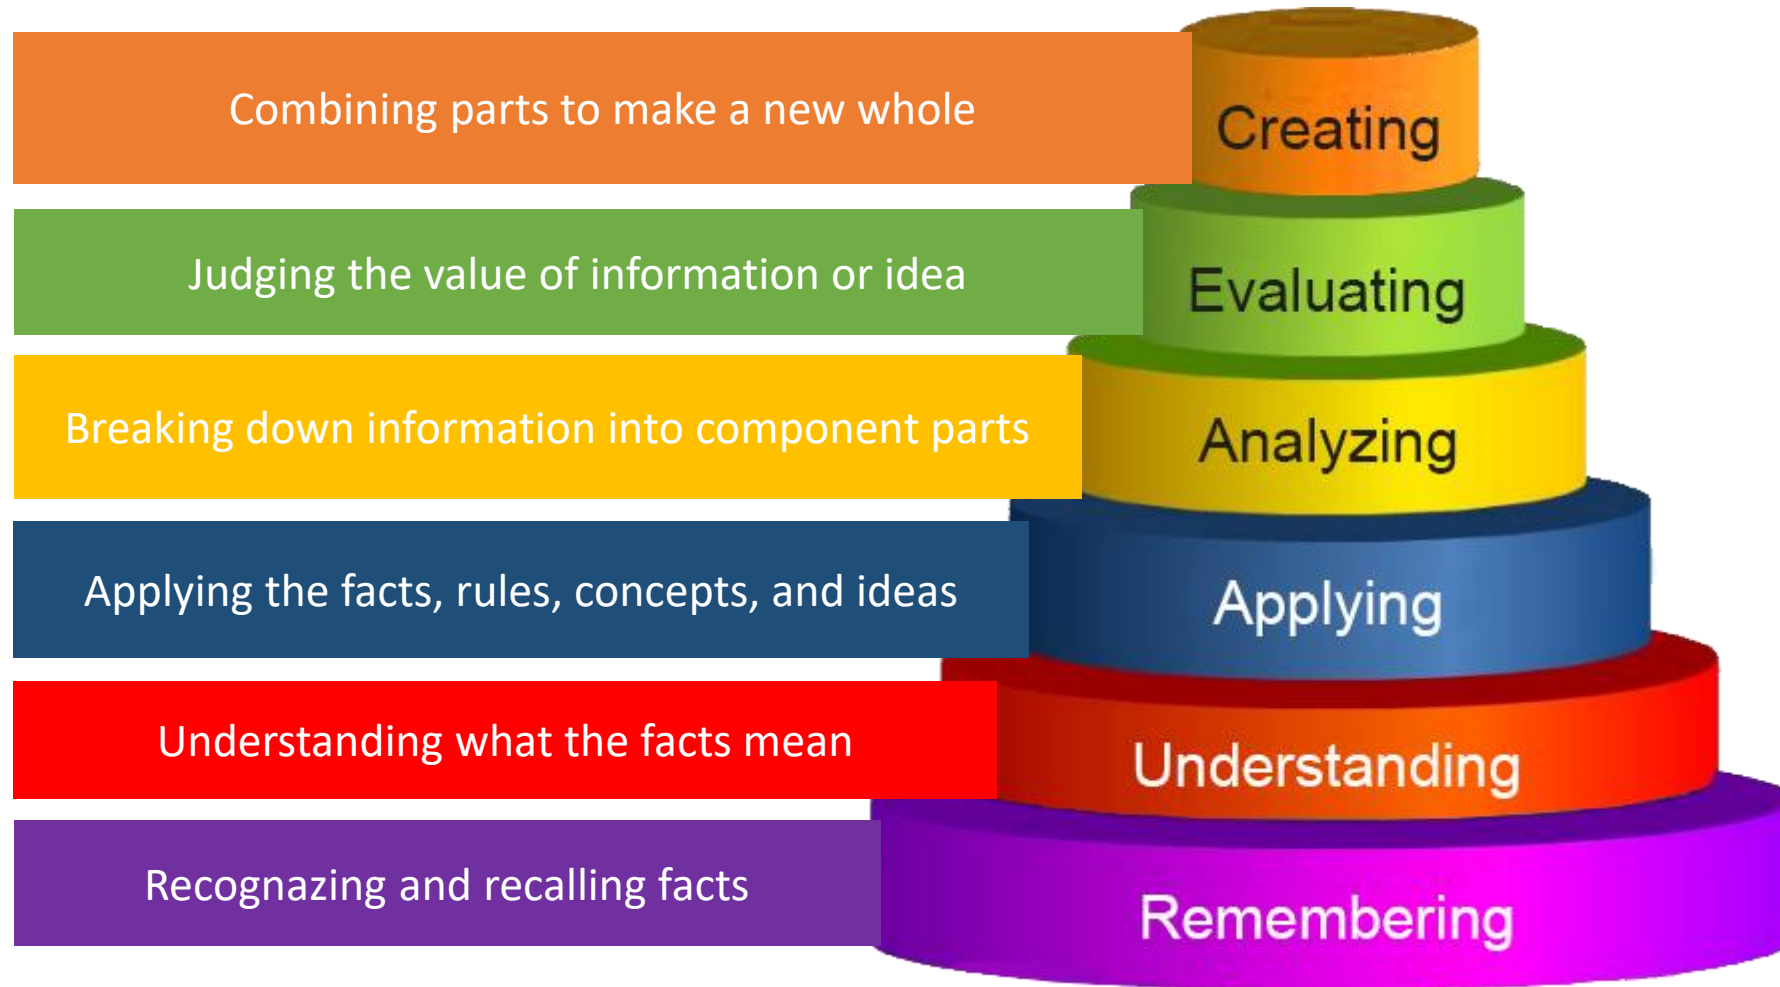 Combining parts to make a new whole
Creating
Judging the value of information or idea
Evaluating
Breaking down information into component parts
Analyzing
Applying the facts, rules, concepts, and ideas
Applying
Understanding what the facts mean
Understanding
Recognazing and recalling facts
Remembering